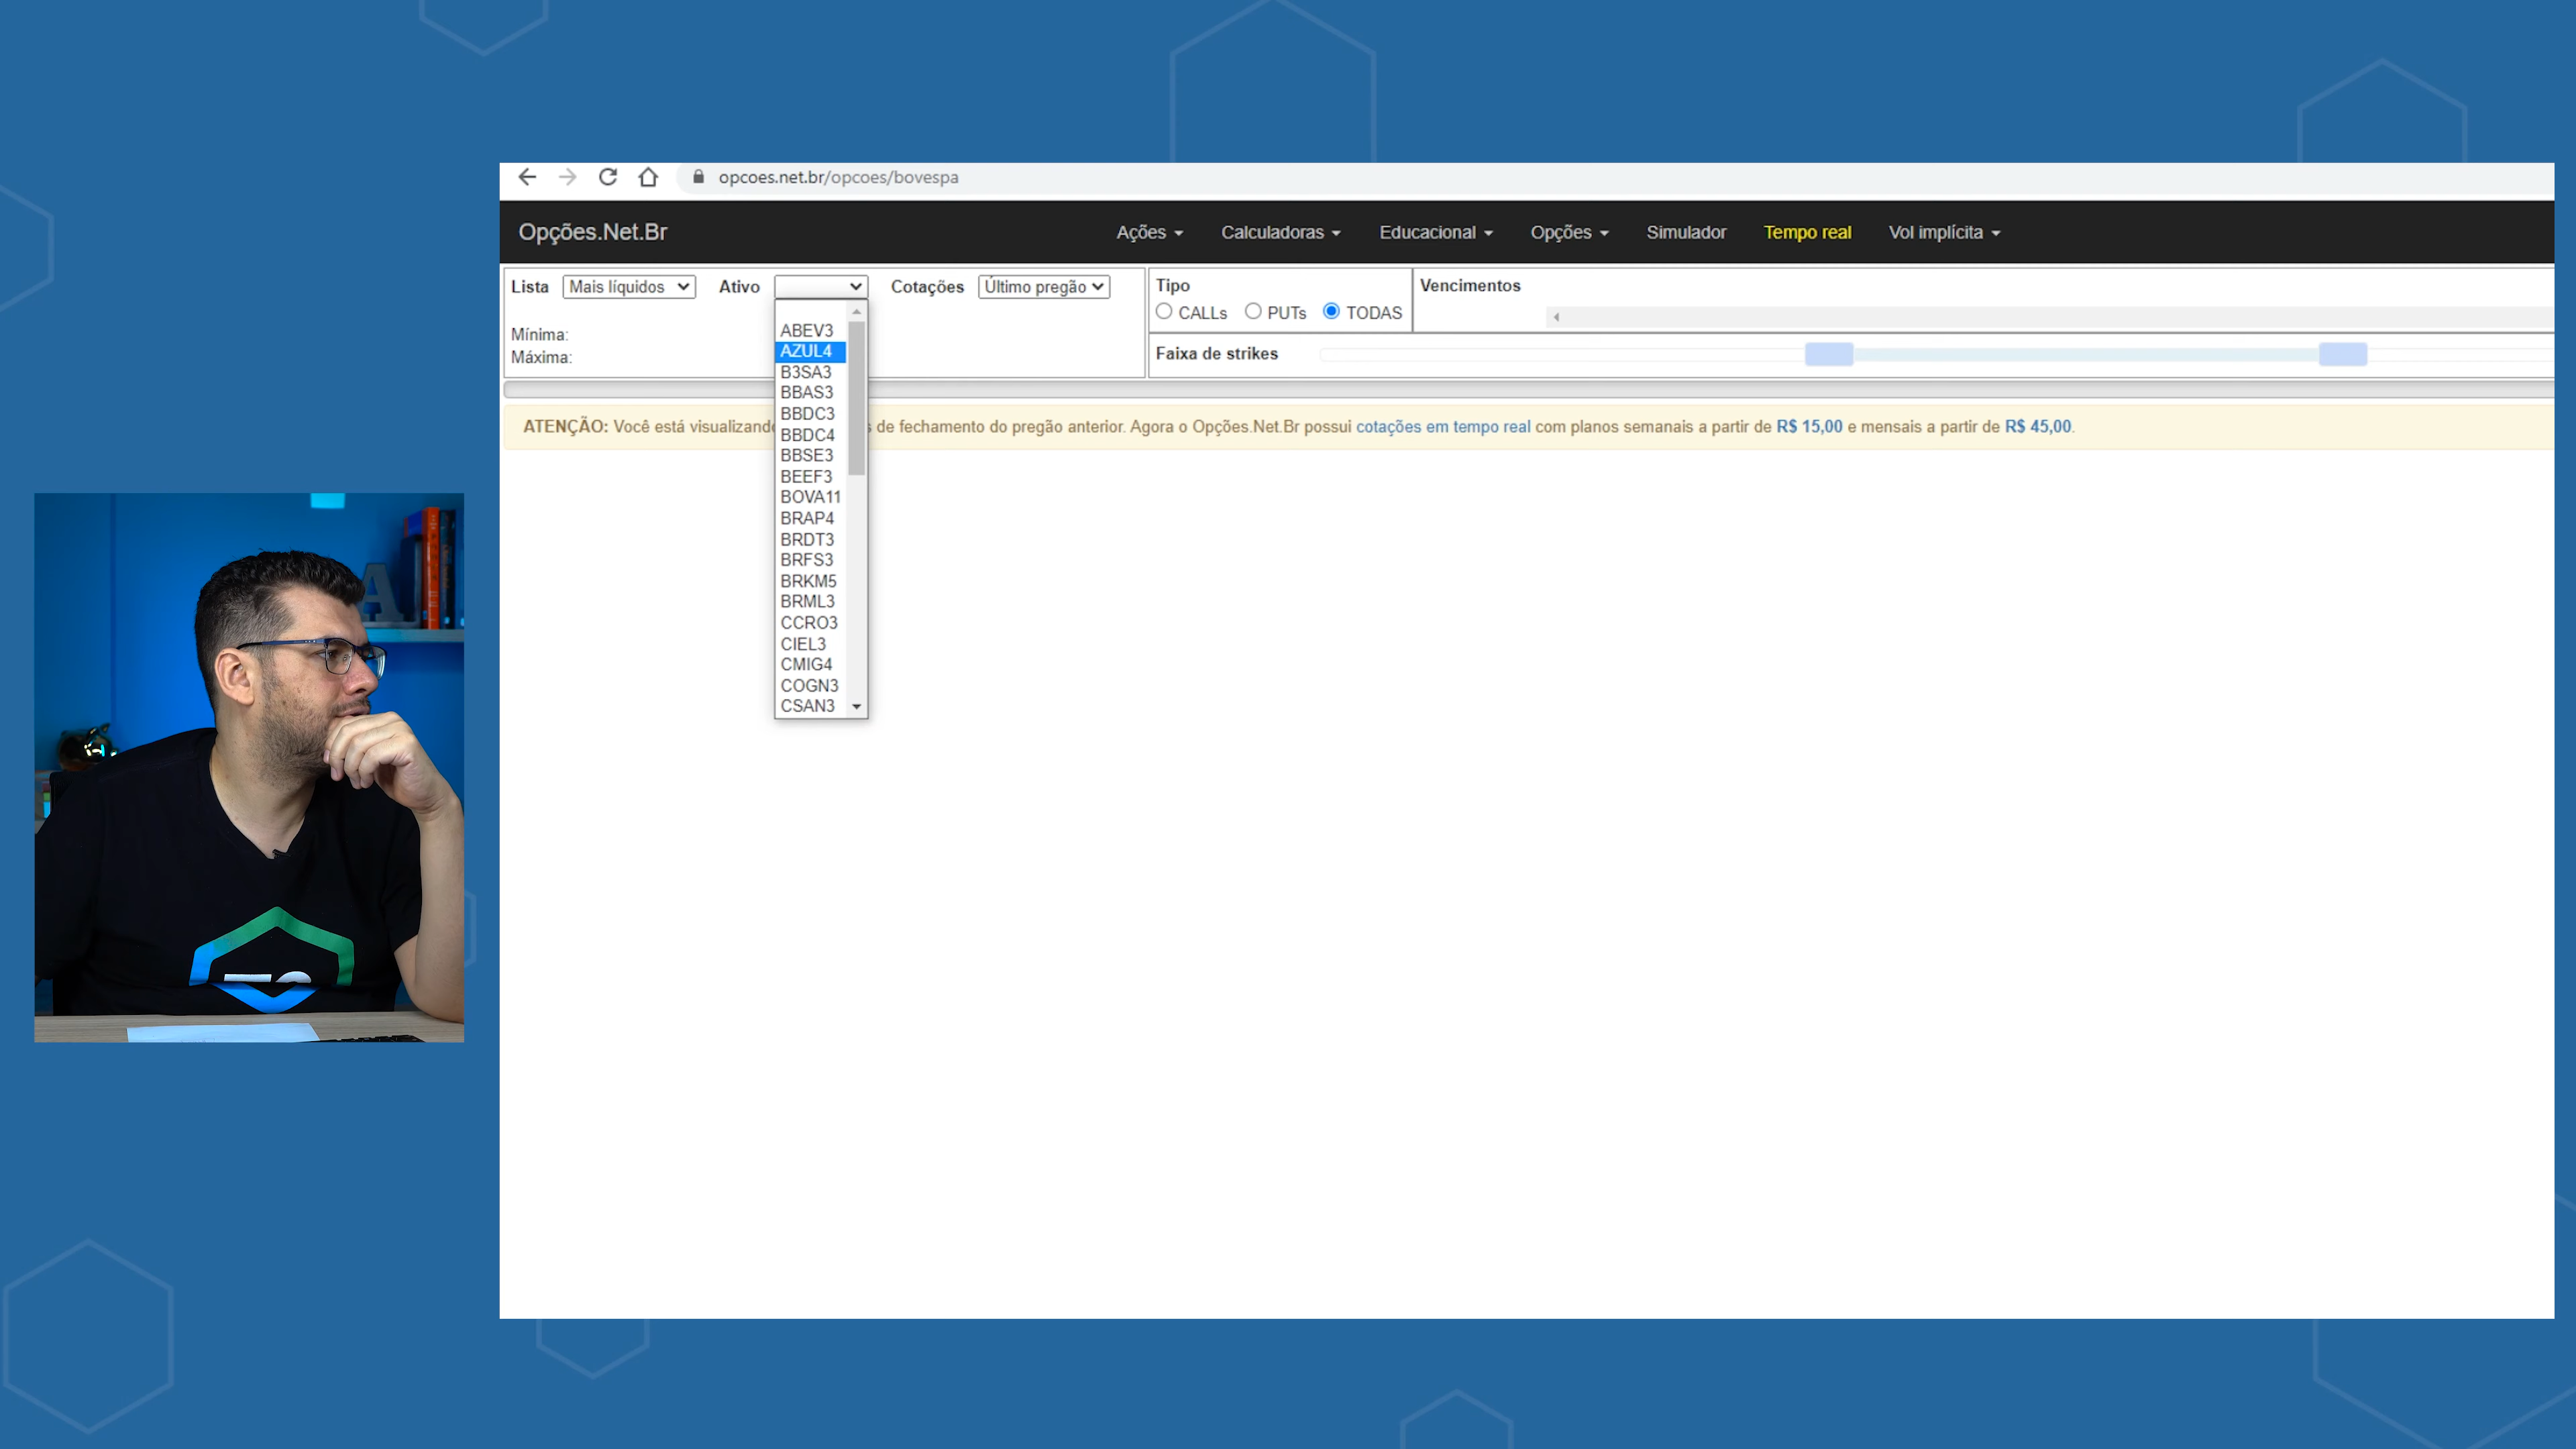 opcoes.net.br/opcoes/bovespa
Opções.Net.Br
Ações Calculadoras Educacional Opções Simulador Tempo real Vol implícita
Lista Mais líquidos Ativo Cotações Último pregão
Mínima:
Máxima:
Tipo
CALLs PUTs TODAS
Vencimentos
Faixa de strikes
ABEV3
AZUL4
B3SA3
BBAS3
BBDC3
BBDC4
BBSE3
BEEF3
BOVA11
BRAP4
BRDT3
BRFS3
BRKM5
BRML3
CCRO3
CIEL3
CMIG4
COGN3
CSAN3
ATENÇÃO: Você está visualizando de fechamento do pregão anterior. Agora o Opções.Net.Br possui cotações em tempo real com planos semanais a partir de R$ 15,00 e mensais a partir de R$ 45,00.
A